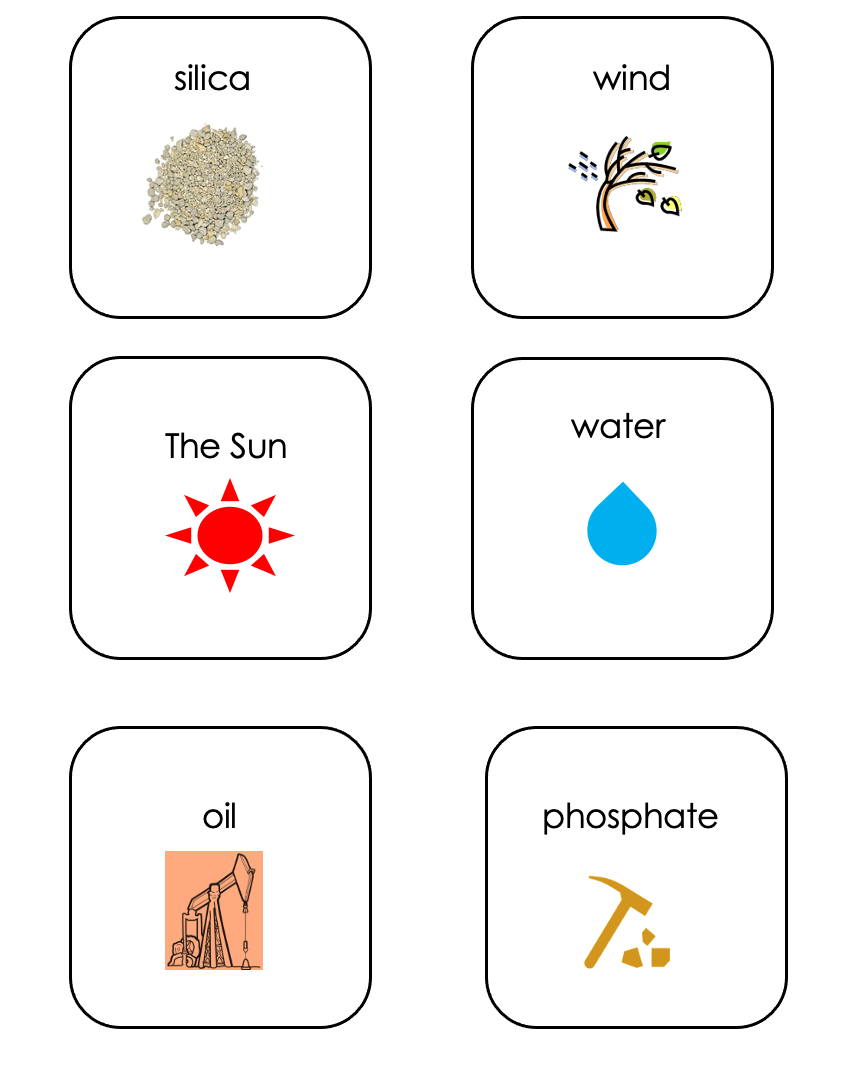 silica
wind
The Sun
water
oil
phosphate